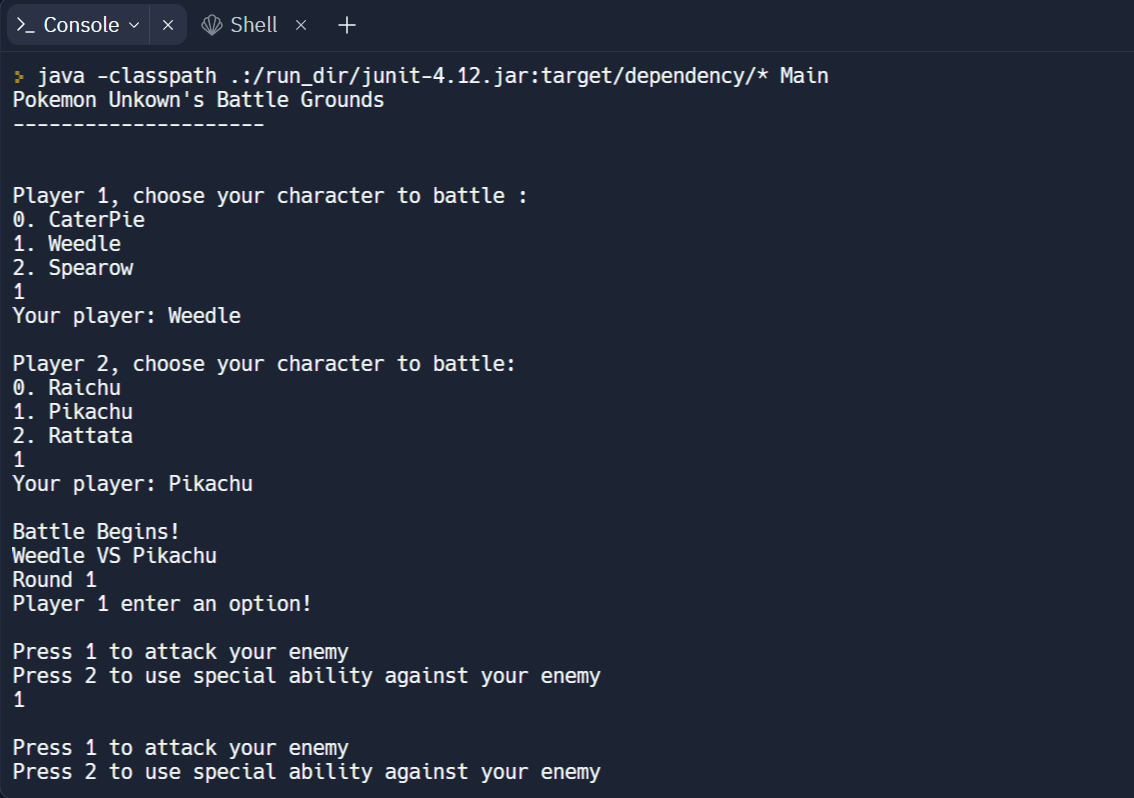 Console
Shell
java -classpath .:/run_dir/junit-4.12.jar:target/dependency/* Main
Pokemon Unkown's Battle Grounds
---------------------
Player 1, choose your character to battle :
0. CaterPie
1. Weedle
2. Spearow
1
Your player: Weedle
Player 2, choose your character to battle:
0. Raichu
1. Pikachu
2. Rattata
1
Your player: Pikachu
Battle Begins!
Weedle VS Pikachu
Round 1
Player 1 enter an option!
Press 1 to attack your enemy
Press 2 to use special ability against your enemy
1
Press 1 to attack your enemy
Press 2 to use special ability against your enemy